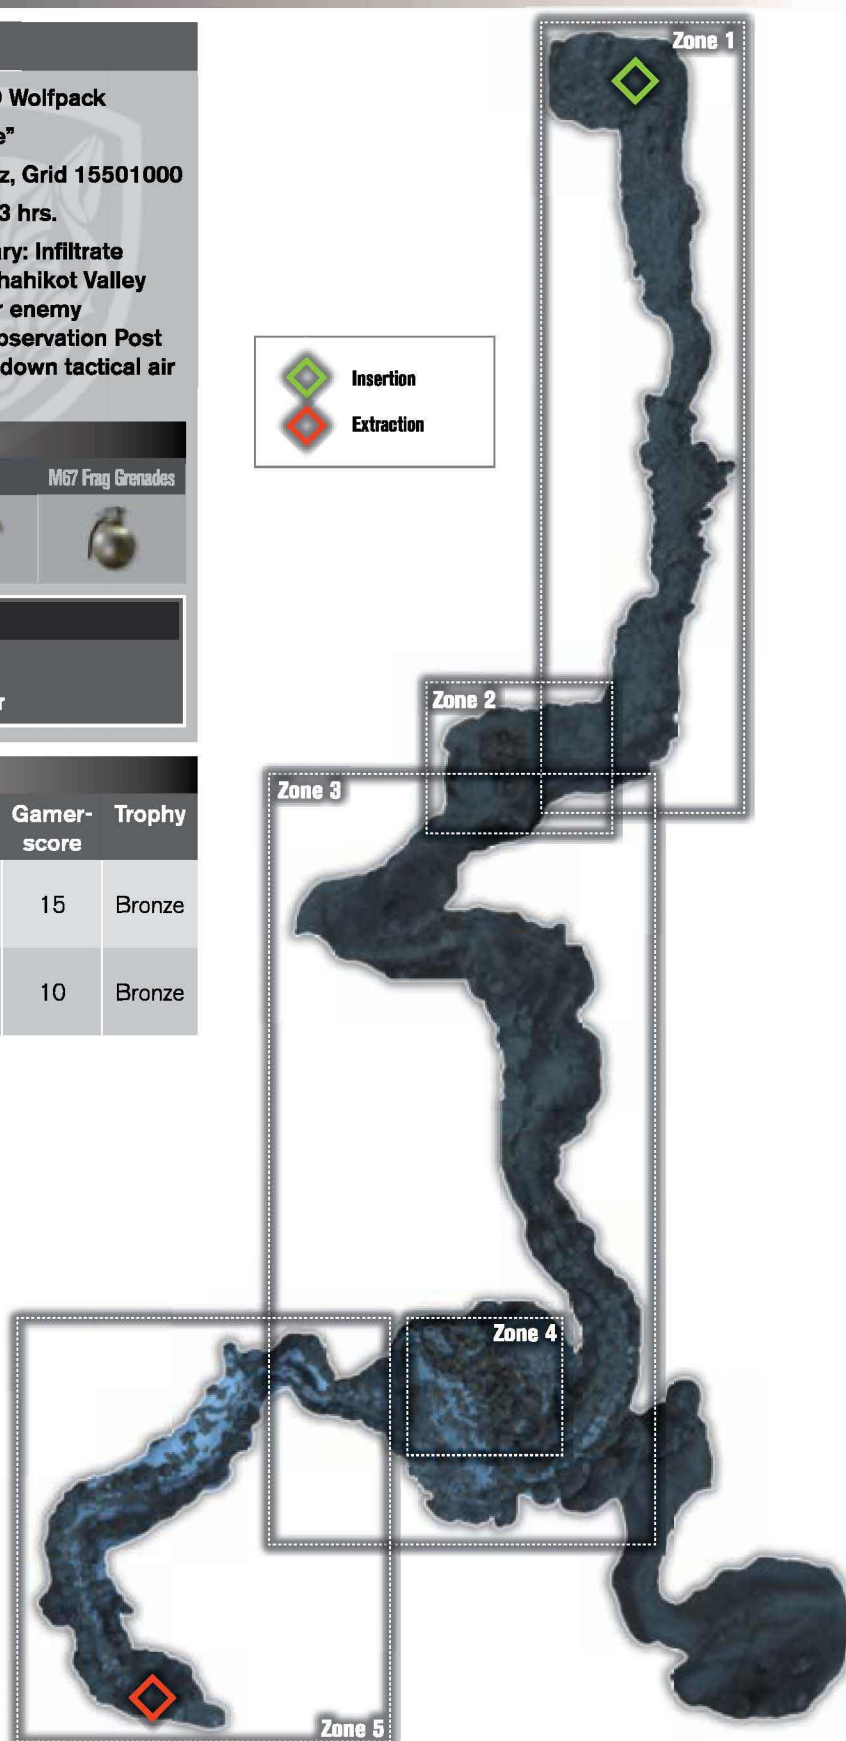 Wolfpack
e”
z, Grid 15501000
3 hrs.
ary: Infiltrate
hahikot Valley
r enemy
bservation Post
down tactical air
M67 Frag Grenades
r
Gamer-
score
Trophy
15
Bronze
10
Bronze
Insertion
Extraction
Zone 1
Zone 2
Zone 3
Zone 4
Zone 5